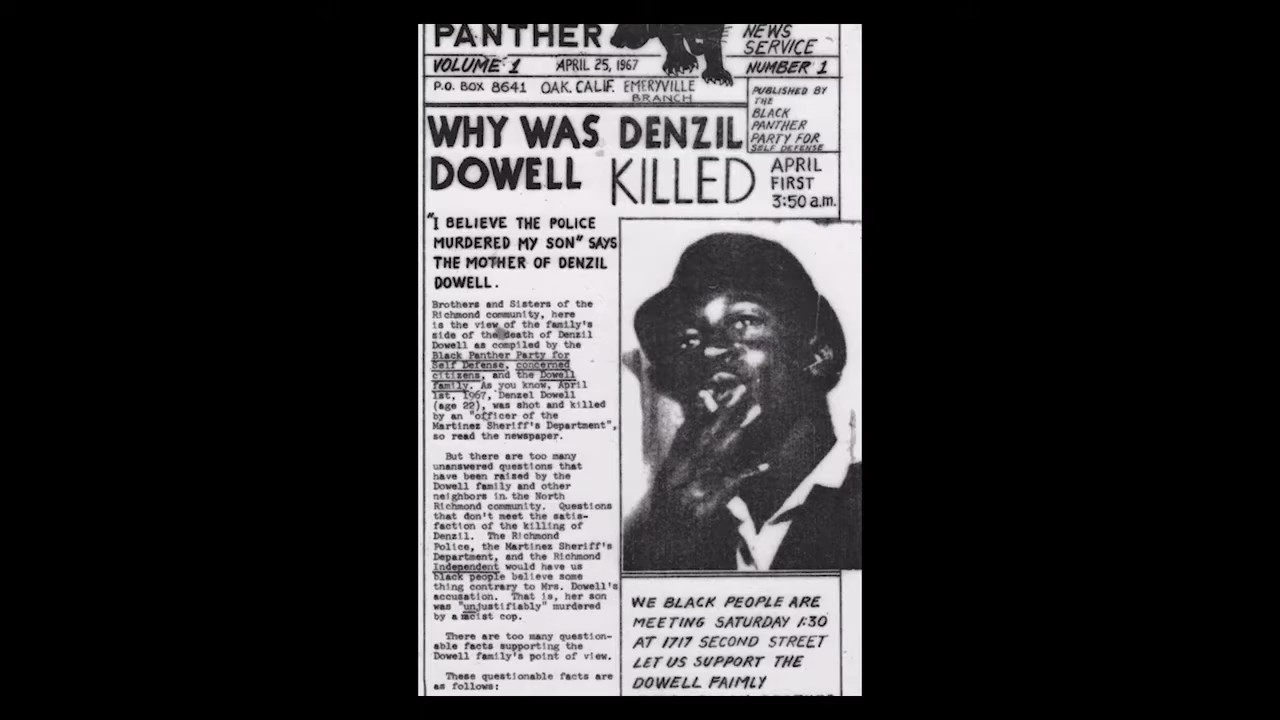 PANTHER
NEWS
SERVICE
VOLUME 1 APRIL 25, 1967
NUMBER 1
P.O. BOX 8641 OAK. CALIF. EMERYVILLE
BRANCH
PUBLISHED BY
THE
BLACK
PANTHER
PARTY FOR
SELF DEFENSE
WHY WAS DENZIL
DOWELL KILLED
APRIL
FIRST
3:50 a.m.
"I BELIEVE THE POLICE
MURDERED MY SON" SAYS
THE MOTHER OF DENZIL
DOWELL.
Brothers and Sisters of the
Richmond community, here
is the view of the family's
side of the death of Denzil
Dowell as compiled by the
Black Panther Party for
Self Defense, concerned
citizens, and the Dowell
family. As you know, April
1st, 1967, Denzel Dowell
(age 22), was shot and killed
by an "officer of the
Martinez Sheriff's Department",
so read the newspaper.
But there are too many
unanswered questions that
have been raised by the
Dowell family and other
neighbors in the North
Richmond community. Questions
that don't meet the satis-
faction of the killing of
Denzil. The Richmond
Police, the Martinez Sheriff's
Department, and the Richmond
Independent would have us
black people believe some
thing contrary to Mrs. Dowell's
accusation. That is, her son
was "unjustifiably" murdered
by a racist cop.
There are too many question-
able facts supporting the
Dowell family's point of view.
These questionable facts are
as follows:
WE BLACK PEOPLE ARE
MEETING SATURDAY 1:30
AT 1717 SECOND STREET
LET US SUPPORT THE
DOWELL FAIMLY